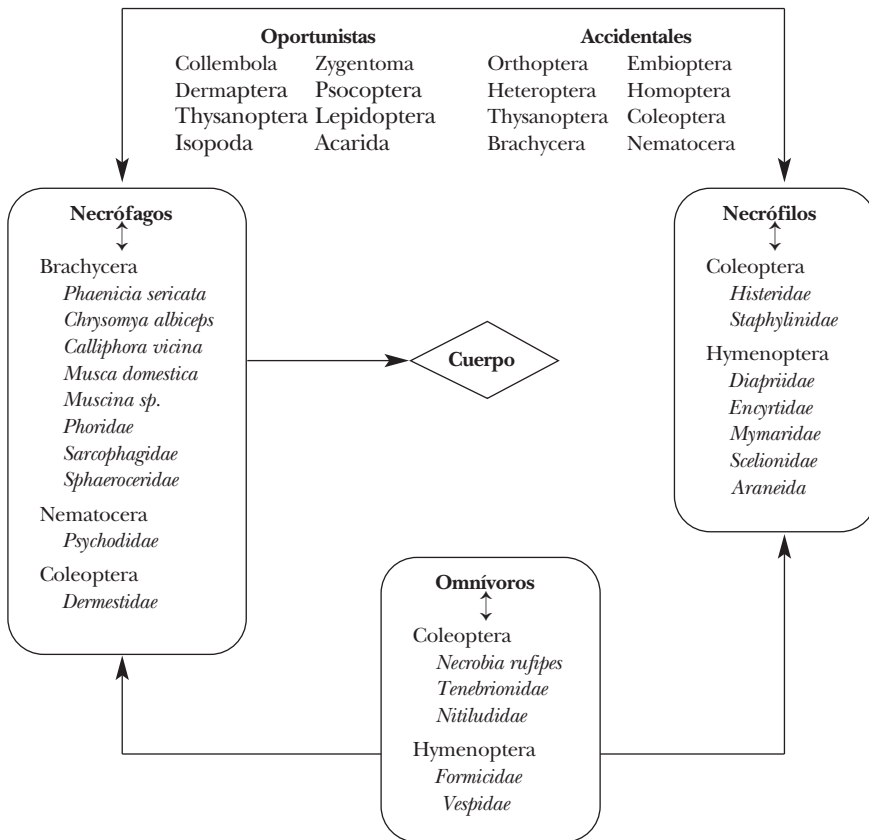 Oportunistas
Collembola Zygentoma
Dermaptera Psocoptera
Thysanoptera Lepidoptera
Isopoda Acarida
Accidentales
Orthoptera Embioptera
Heteroptera Homoptera
Thysanoptera Coleoptera
Brachycera Nematocera
Necrófagos
Brachycera
Phaenicia sericata
Chrysomya albiceps
Calliphora vicina
Musca domestica
Muscina sp.
Phoridae
Sarcophagidae
Sphaeroceridae
Nematocera
Psychodidae
Coleoptera
Dermestidae
Cuerpo
Necrófilos
Coleoptera
Histeridae
Staphylinidae
Hymenoptera
Diapriidae
Encyrtidae
Mymaridae
Scelionidae
Araneida
Omnívoros
Coleoptera
Necrobia rufipes
Tenebrionidae
Nitiludidae
Hymenoptera
Formicidae
Vespidae